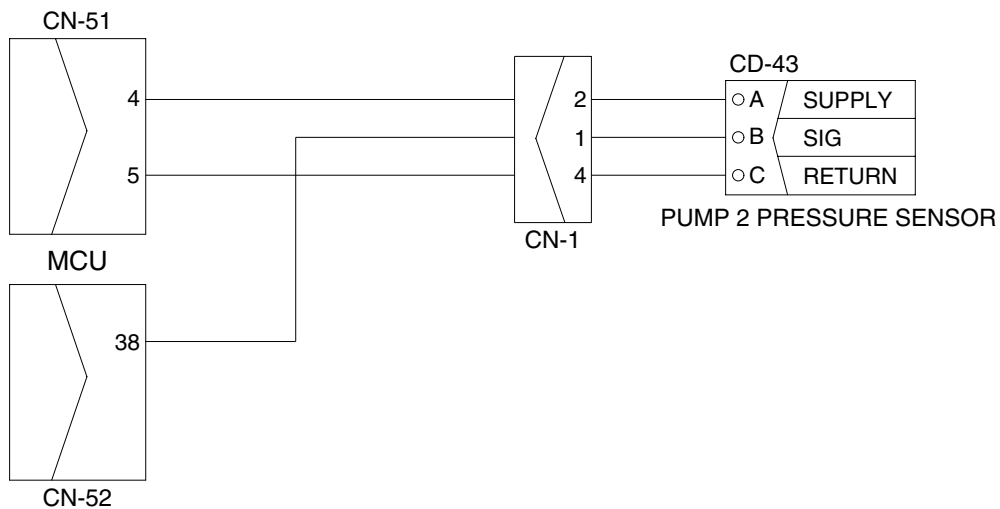 CN-51
4
5
MCU
38
CN-52
2
1
4
CN-1
CD-43
A SUPPLY
B SIG
C RETURN
PUMP 2 PRESSURE SENSOR